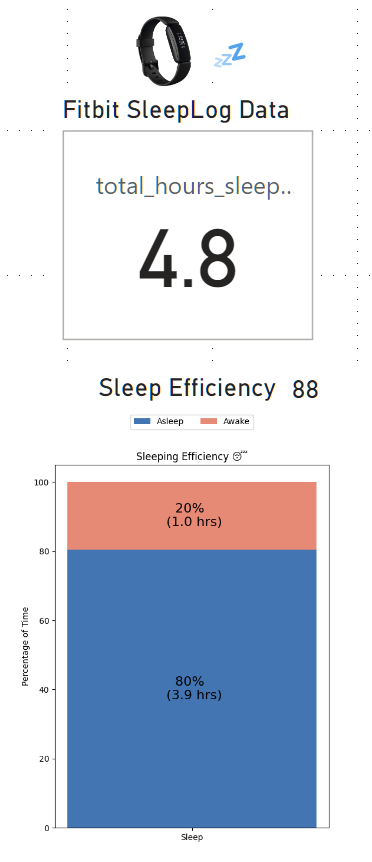 zzz
Fitbit SleepLog Data
total_hours_sleep..
4.8
Sleep Efficiency 88
Asleep Awake
Sleeping Efficiency 😴
100
20%
(1.0 hrs)
80
Percentage of Time
60
80%
(3.9 hrs)
40
20
0
Sleep